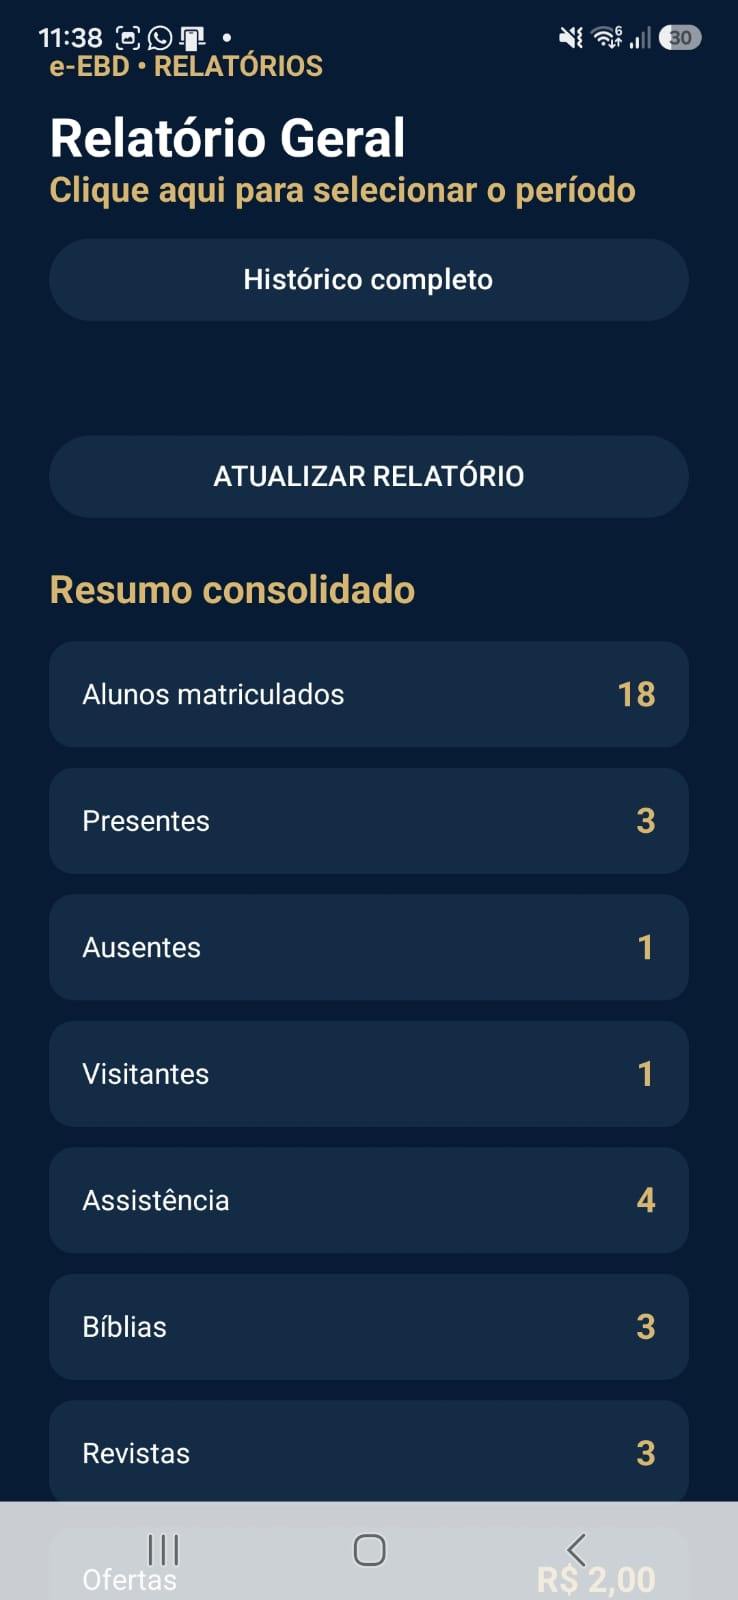 11:38
30
e-EBD • RELATÓRIOS
Relatório Geral
Clique aqui para selecionar o período
Histórico completo
ATUALIZAR RELATÓRIO
Resumo consolidado
Alunos matriculados 18
Presentes 3
Ausentes 1
Visitantes 1
Assistência 4
Bíblias 3
Revistas 3
Ofertas R$ 2,00